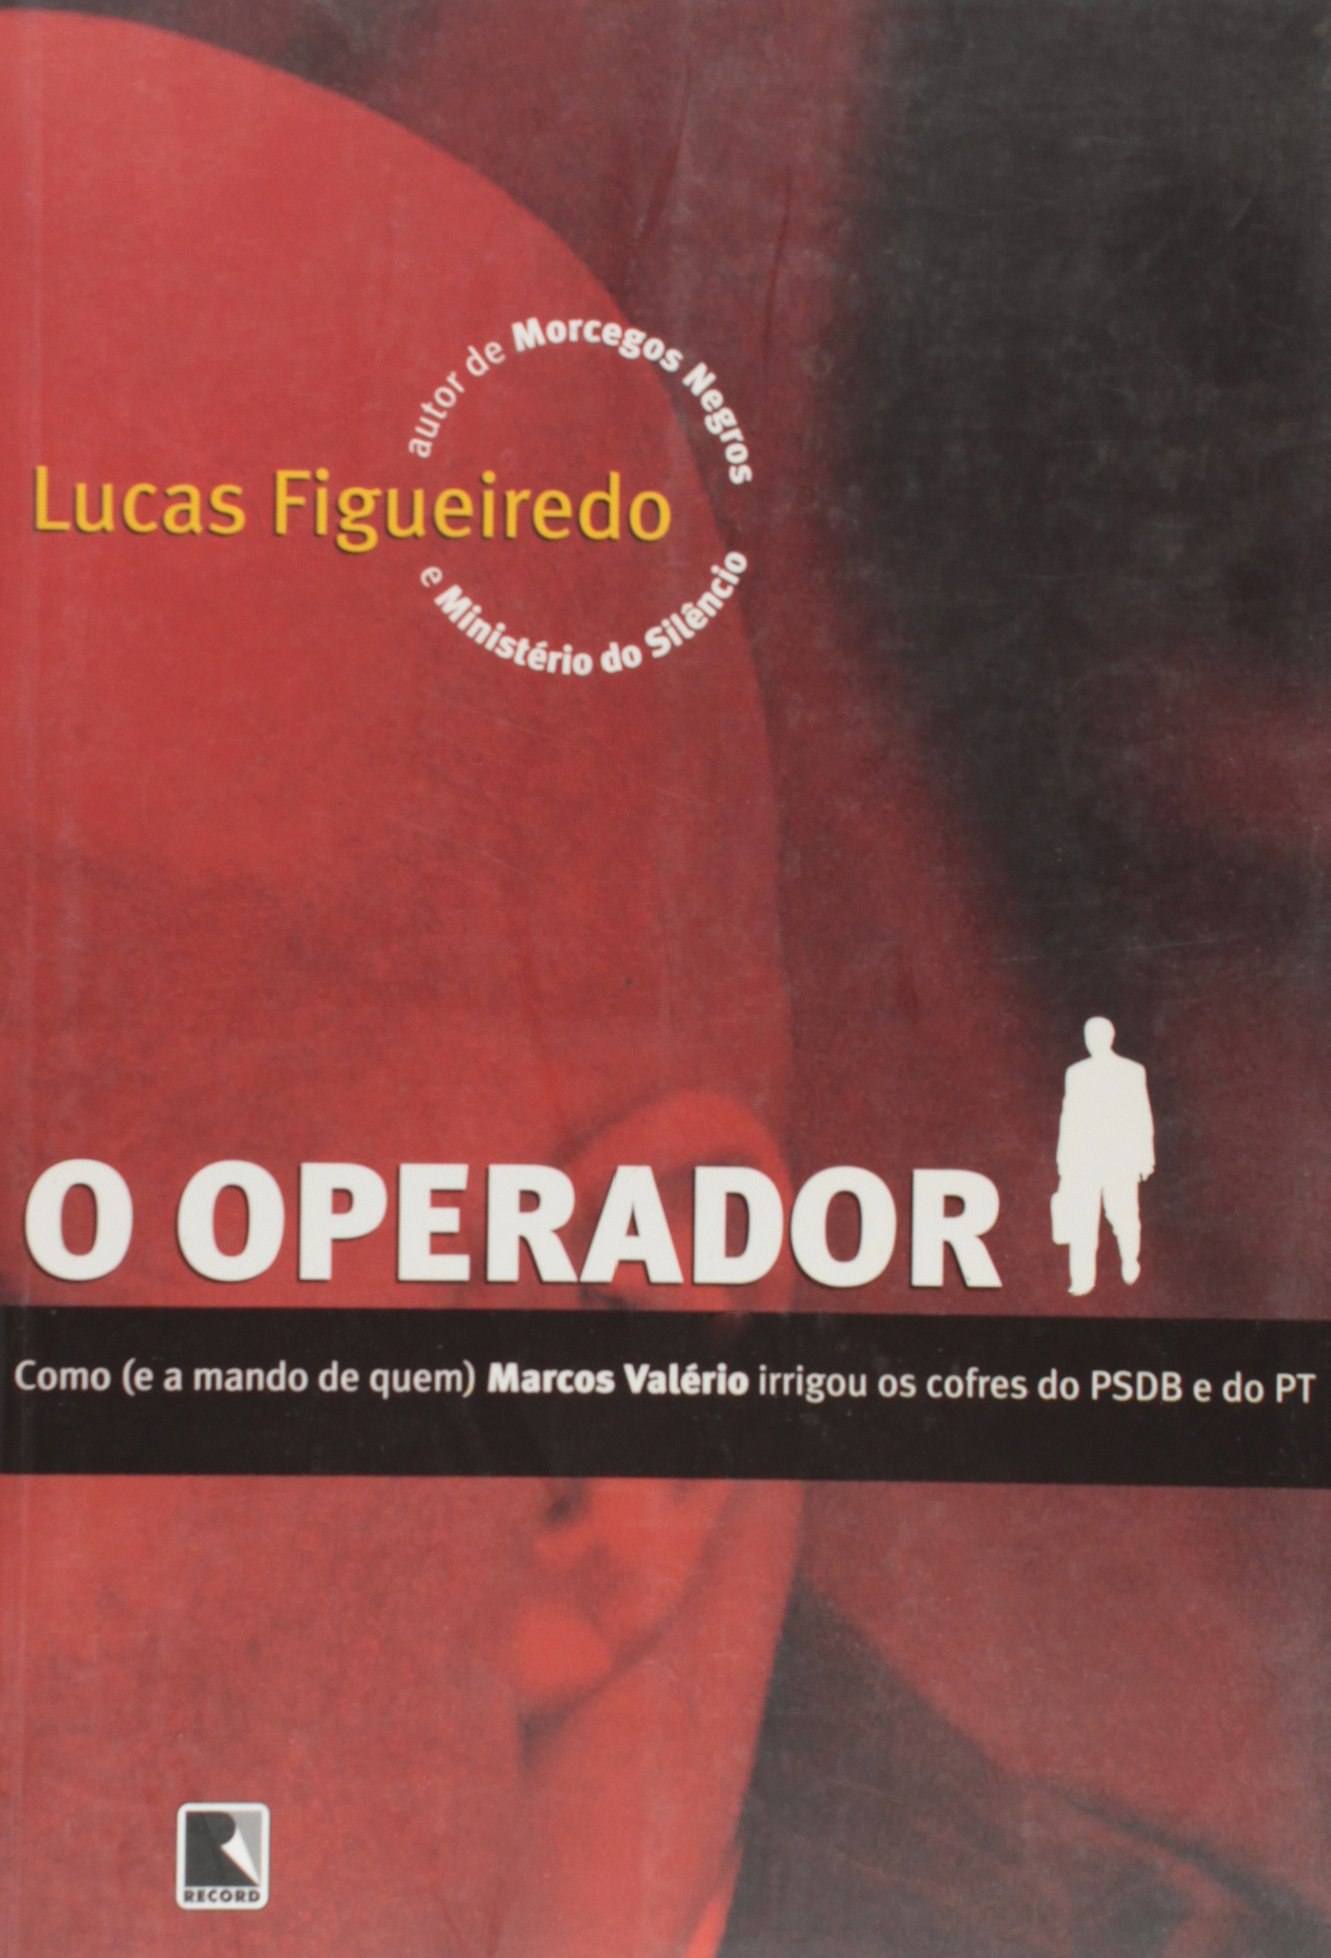 autor de Morcegos Negros
Lucas Figueiredo
e Ministério do Silêncio
O OPERADOR
Como (e a mando de quem) Marcos Valério irrigou os cofres do PSDB e do PT
RECORD